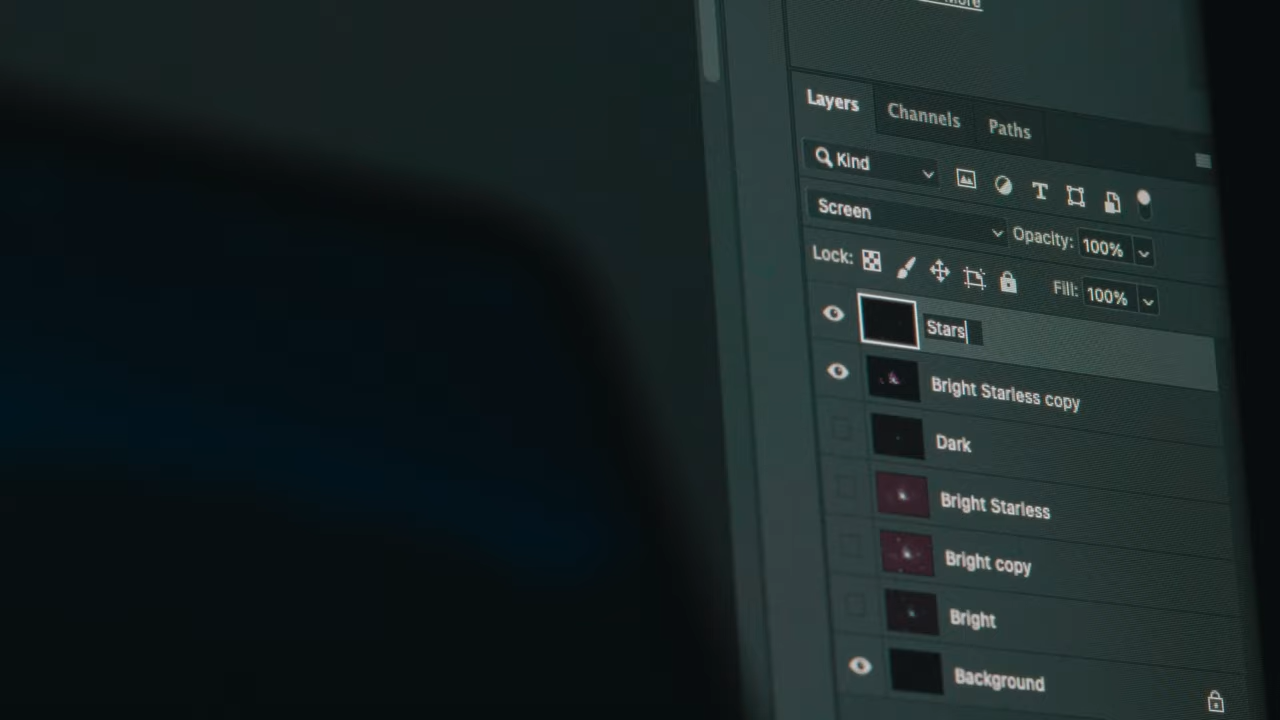 More
Layers Channels Paths
Kind
Screen Opacity: 100%
Lock: Fill: 100%
Stars
Bright Starless copy
Dark
Bright Starless
Bright copy
Bright
Background